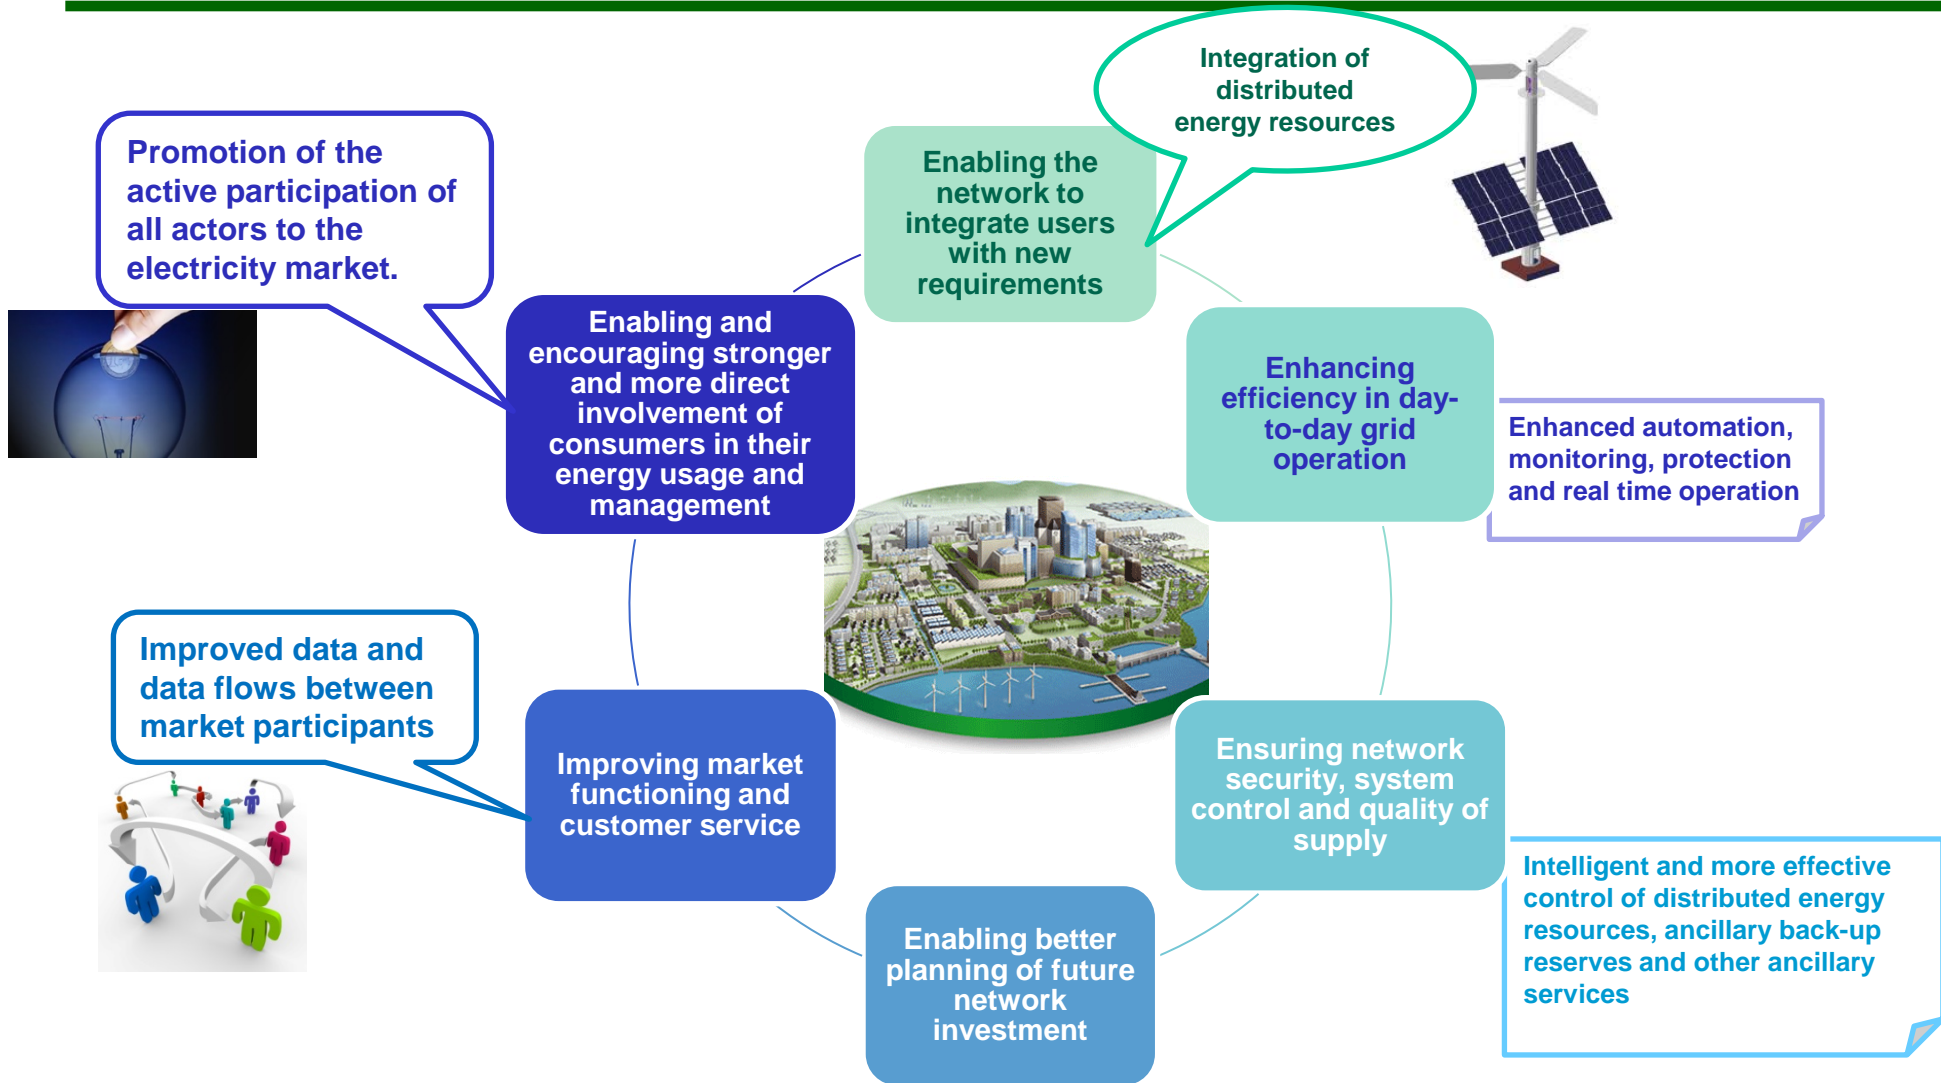 Integration of
distributed
energy resources
Promotion of the
active participation of
all actors to the
electricity market.
Enabling the
network to
integrate users
with new
requirements
Enabling and
encouraging stronger
and more direct
involvement of
consumers in their
energy usage and
management
Enhancing
efficiency in day-
to-day grid
operation
Enhanced automation,
monitoring, protection
and real time operation
Improved data and
data flows between
market participants
Improving market
functioning and
customer service
Ensuring network
security, system
control and quality of
supply
Intelligent and more effective
control of distributed energy
resources, ancillary back-up
reserves and other ancillary
services
Enabling better
planning of future
network
investment